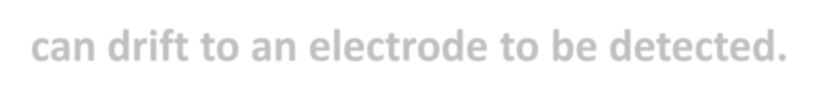 can drift to an electrode to be detected.